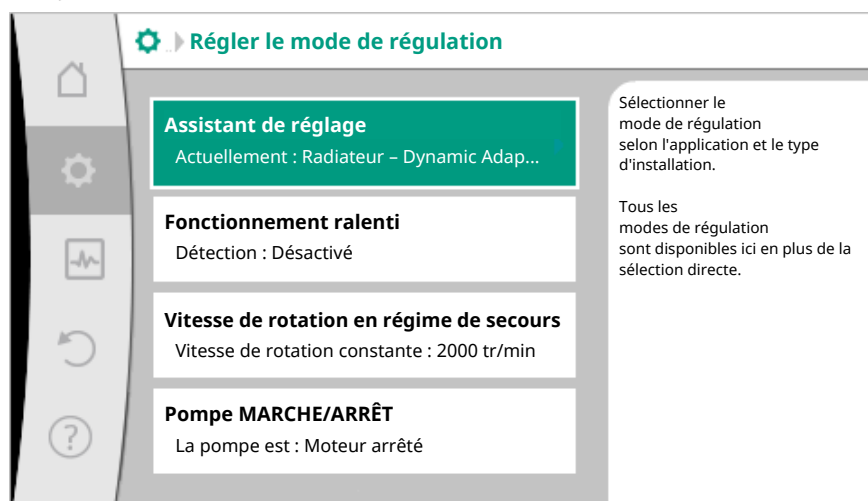 Régler le mode de régulation
Assistant de réglage
Actuellement : Radiateur – Dynamic Adap...
Fonctionnement ralenti
Détection : Désactivé
Vitesse de rotation en régime de secours
Vitesse de rotation constante : 2000 tr/min
Pompe MARCHE/ARRÊT
La pompe est : Moteur arrêté
Sélectionner le
mode de régulation
selon l'application et le type
d'installation.
Tous les
modes de régulation
sont disponibles ici en plus de la
sélection directe.